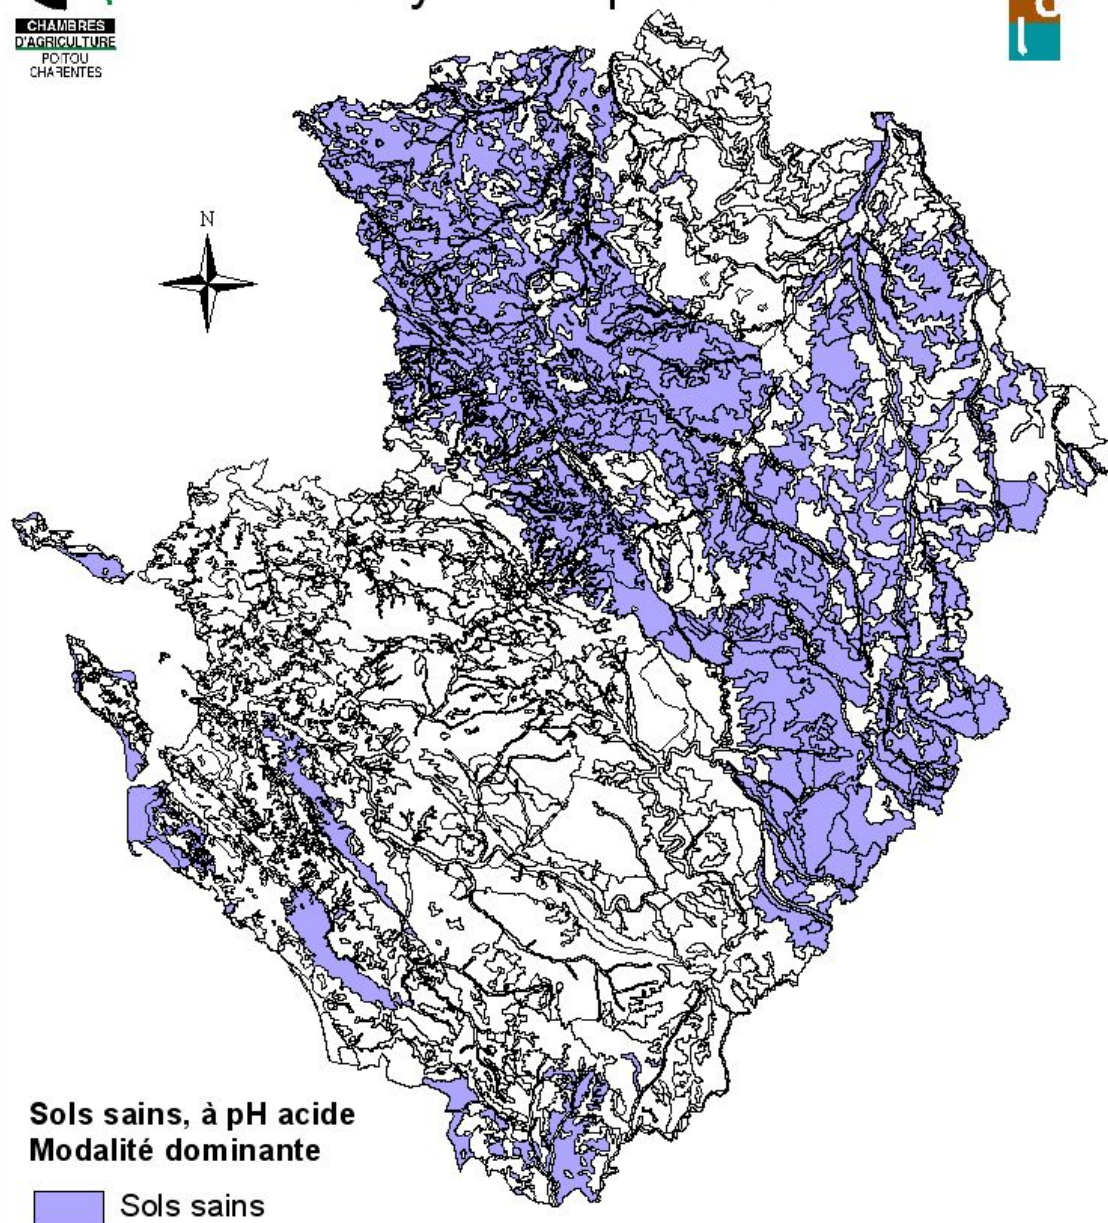 CHAMBRES
D'AGRICULTURE
POITOU
CHARENTES
N
Sols sains, à pH acide
Modalité dominante
Sols sains